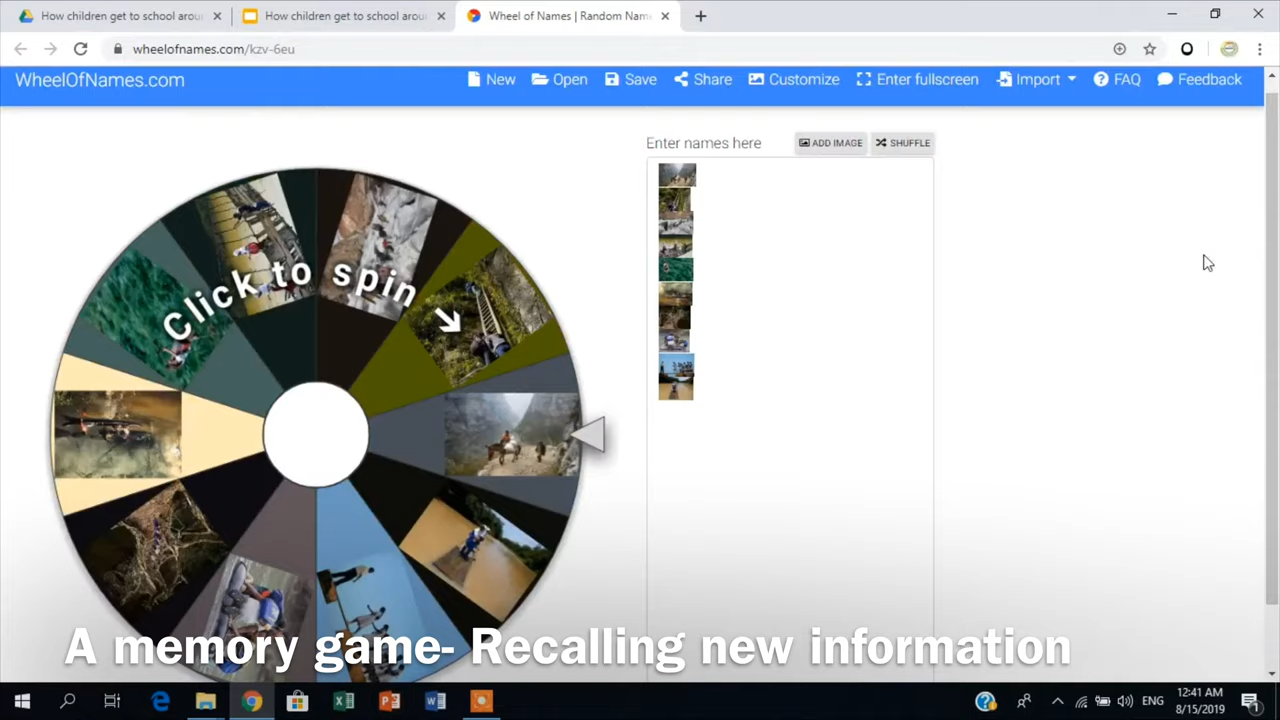 How children get to school arou
How children get to school arou
Wheel of Names | Random Nam
wheelofnames.com/kzv-6eu
WheelOfNames.com
New
Open
Save
Share
Customize
Enter fullscreen
Import
FAQ
Feedback
Enter names here
ADD IMAGE
SHUFFLE
Click to spin
A memory game- Recalling new information
ENG
12:41 AM
8/15/2019